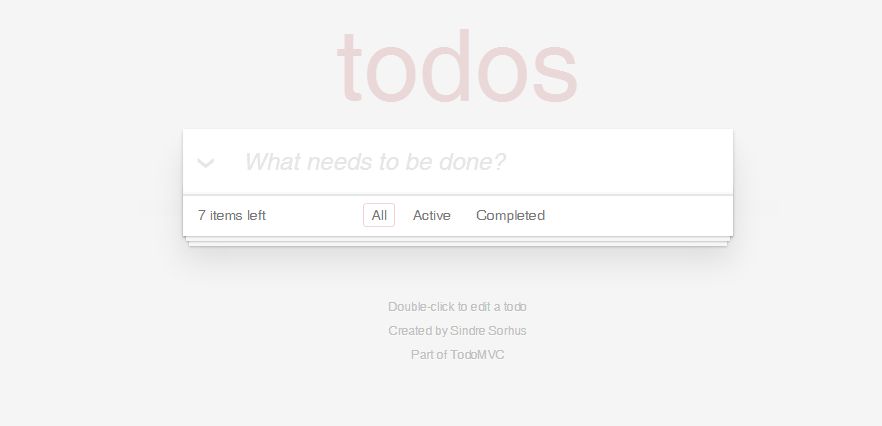 todos
What needs to be done?
7 items left All Active Completed
Double-click to edit a todo
Created by Sindre Sorhus
Part of TodoMVC